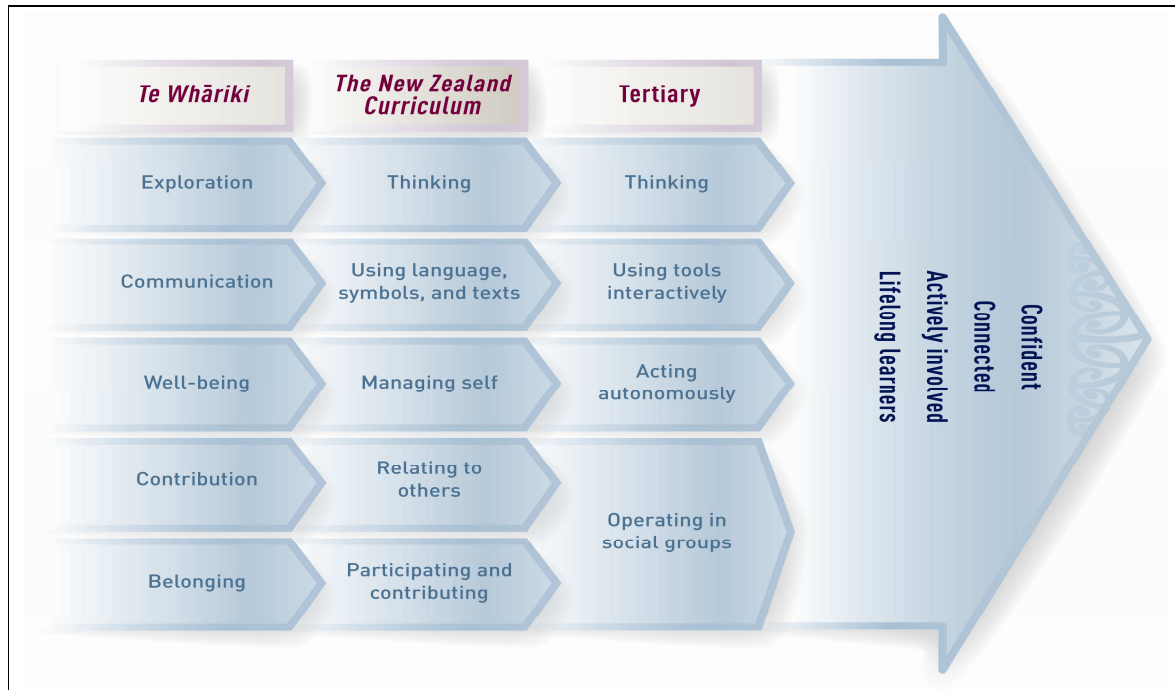 Te Whāriki
The New Zealand
Curriculum
Tertiary
Exploration
Thinking
Thinking
Communication
Using language,
symbols, and texts
Using tools
interactively
Well-being
Managing self
Acting
autonomously
Contribution
Relating to
others
Operating in
social groups
Belonging
Participating and
contributing
Confident
Connected
Actively involved
Lifelong learners